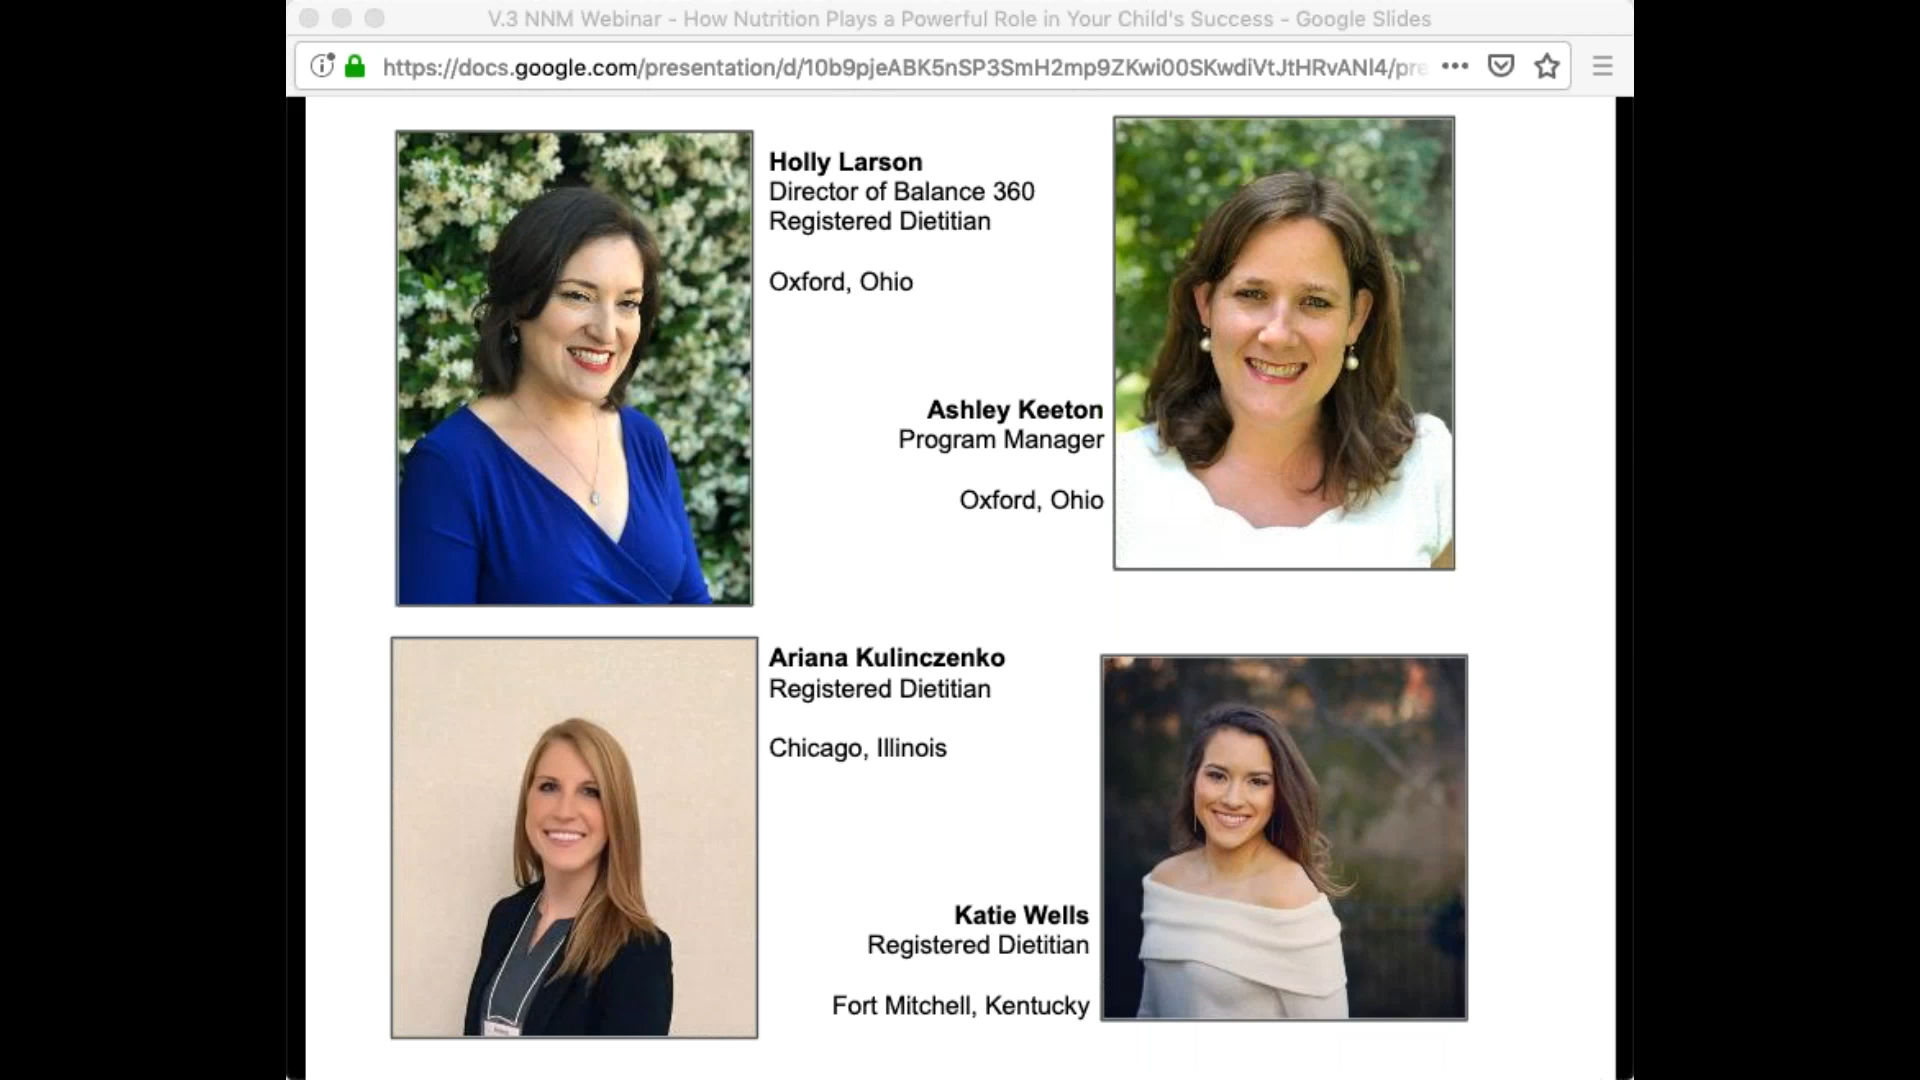 V.3 NNM Webinar - How Nutrition Plays a Powerful Role in Your Child's Success - Google Slides
https://docs.google.com/presentation/d/10b9pjeABK5nSP3SmH2mp9ZKwi00SKwdiVtJtHRvANI4/pre
Holly Larson
Director of Balance 360
Registered Dietitian
Oxford, Ohio
Ashley Keeton
Program Manager
Oxford, Ohio
Ariana Kulinczenko
Registered Dietitian
Chicago, Illinois
Katie Wells
Registered Dietitian
Fort Mitchell, Kentucky